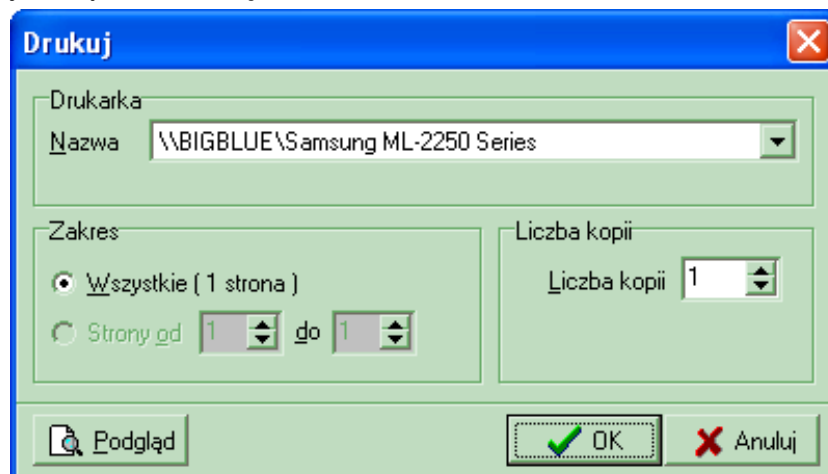 Drukuj
Drukarka
Nazwa \\BIGBLUE\Samsung ML-2250 Series
Zakres
Wszystkie ( 1 strona )
Strony od 1 do 1
Liczba kopii
Liczba kopii 1
Podgląd
OK
Anuluj